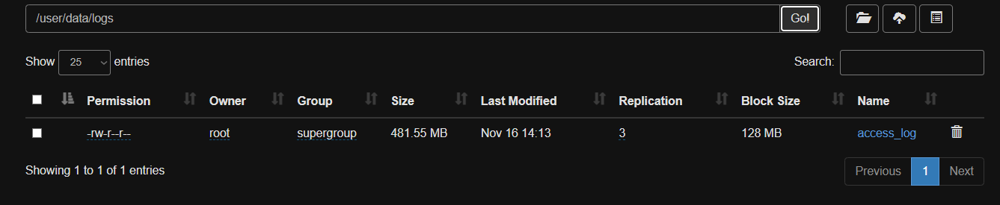 /user/data/logs Go!
Show 25 entries Search:
Permission Owner Group Size Last Modified Replication Block Size Name
-rw-r--r-- root supergroup 481.55 MB Nov 16 14:13 3 128 MB access_log
Showing 1 to 1 of 1 entries Previous 1 Next